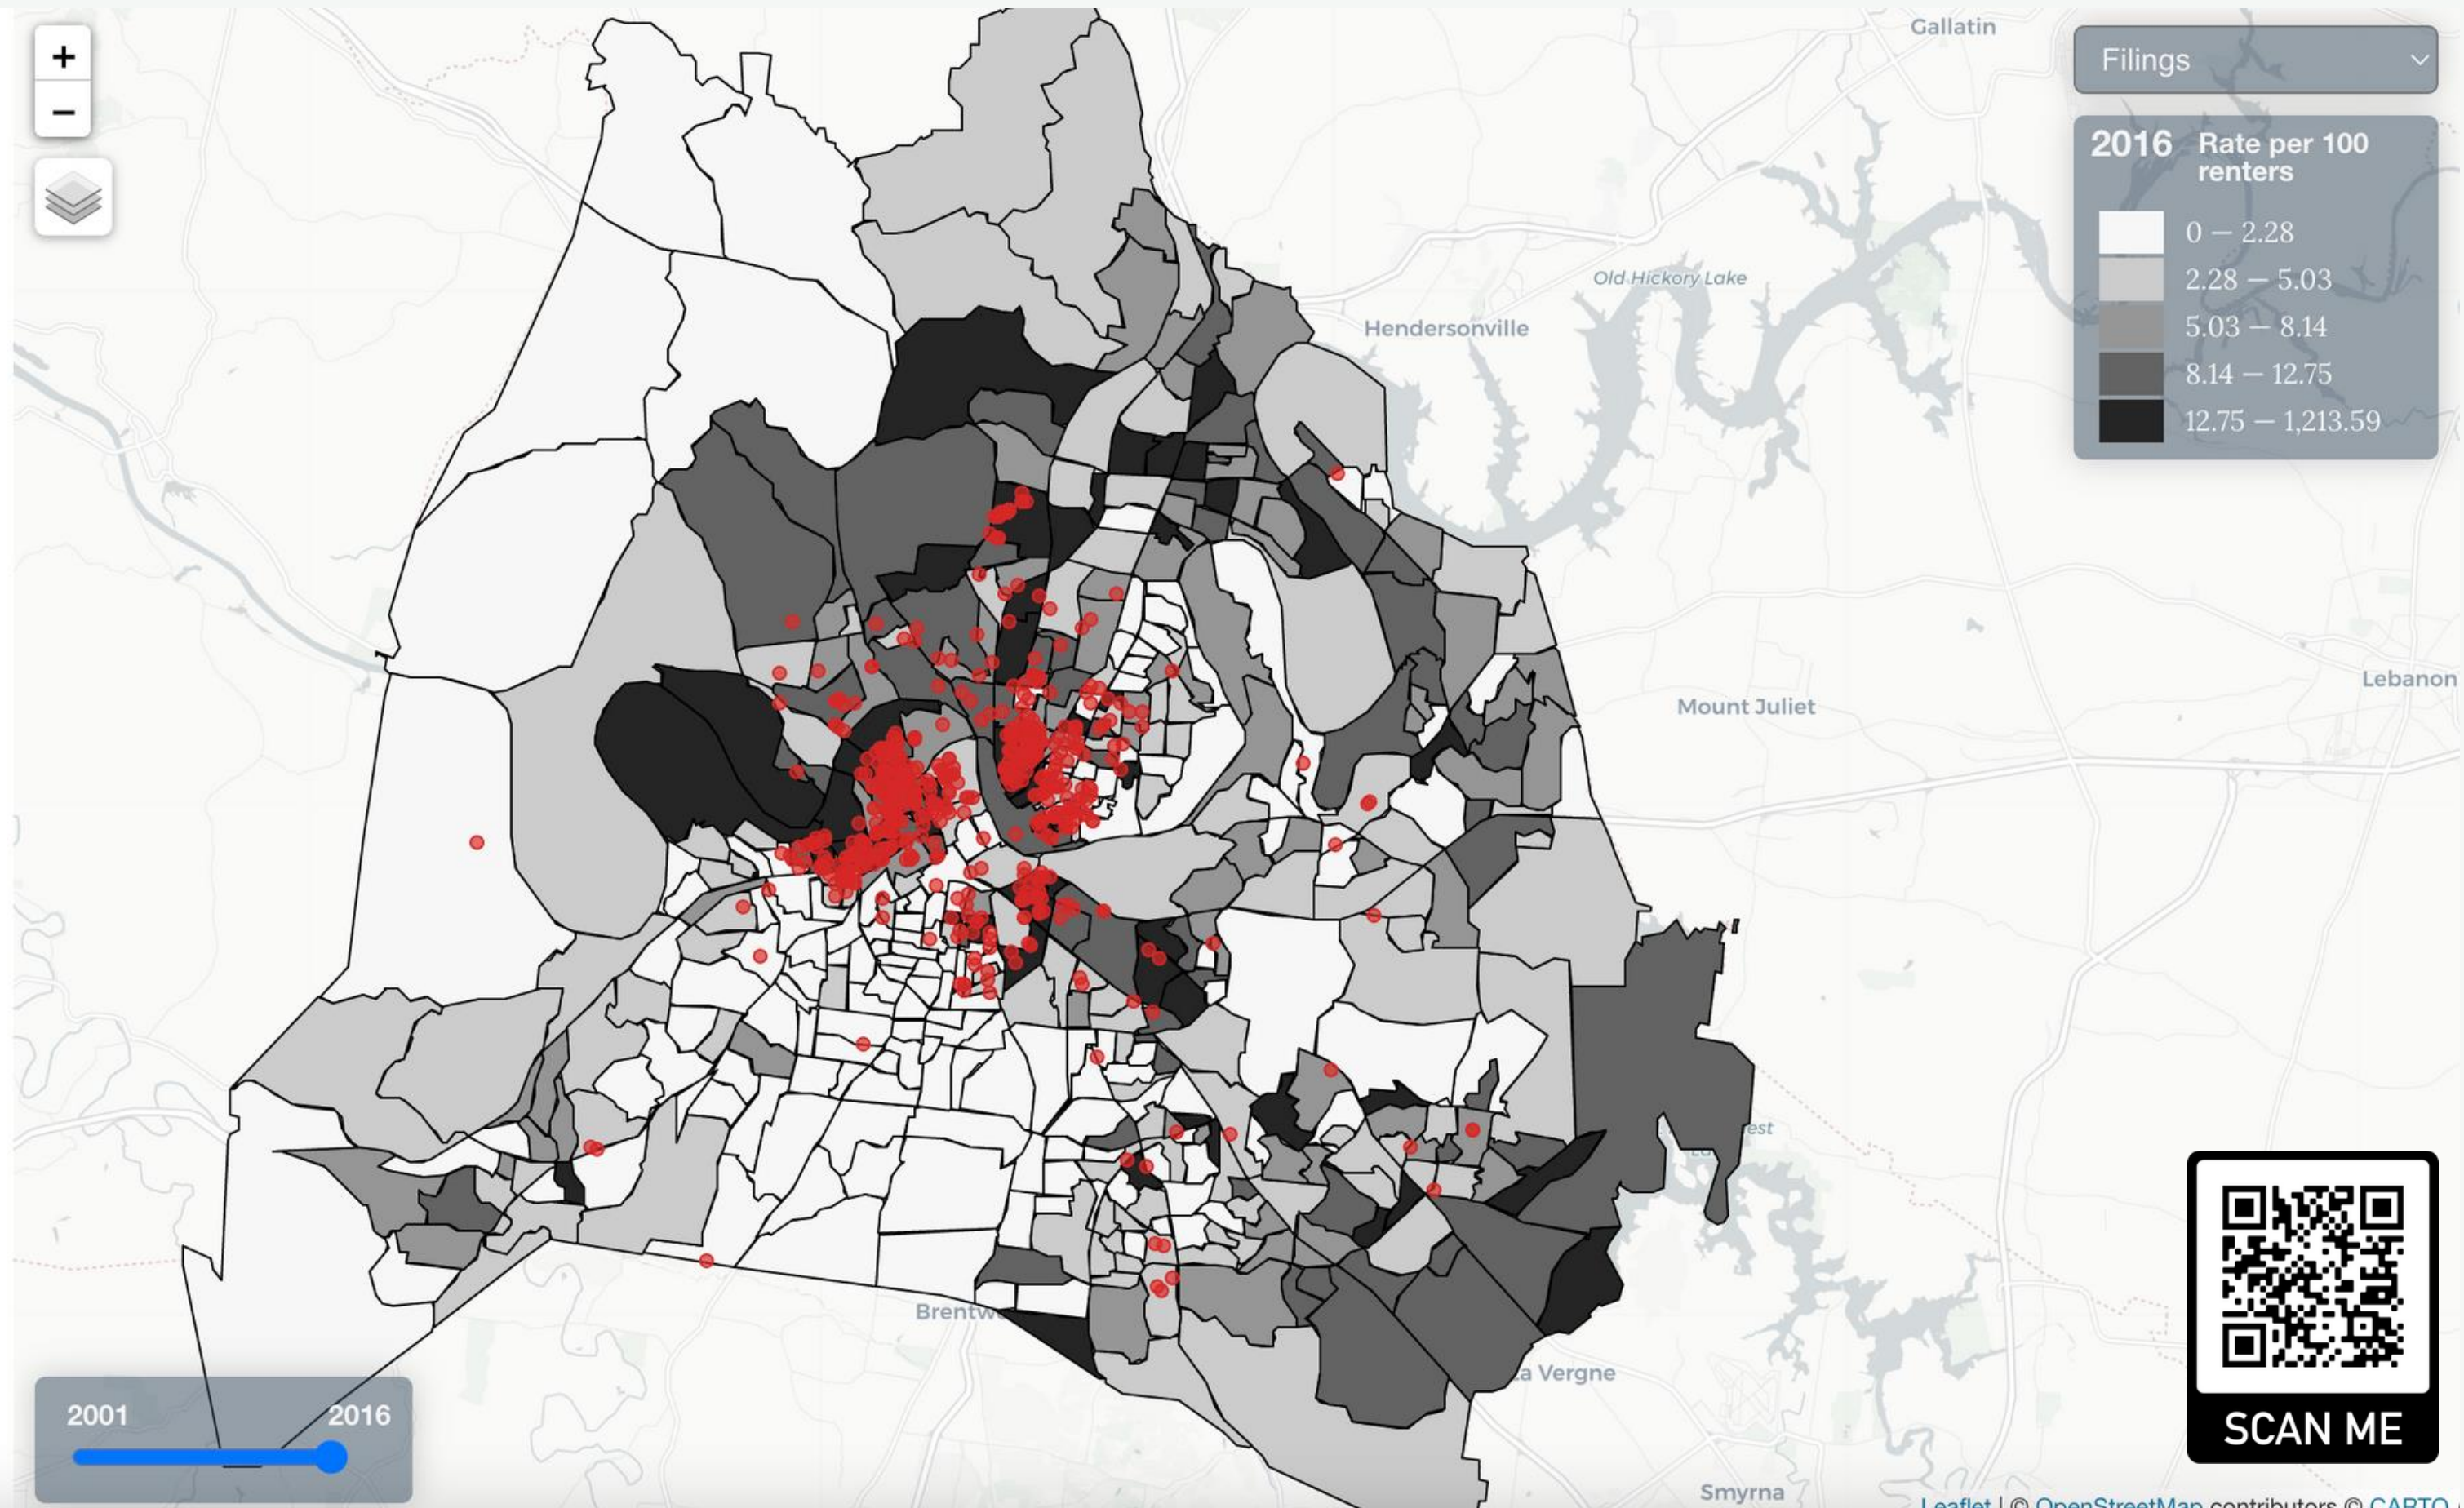 +
−
Gallatin
Filings
2016 Rate per 100
renters
0 — 2.28
2.28 — 5.03
5.03 — 8.14
8.14 — 12.75
12.75 — 1,213.59
Old Hickory Lake
Hendersonville
Lebanon
Mount Juliet
est
Brentw
La Vergne
2001 2016
SCAN ME
Smyrna
Leaflet | © OpenStreetMap contributors © CARTO